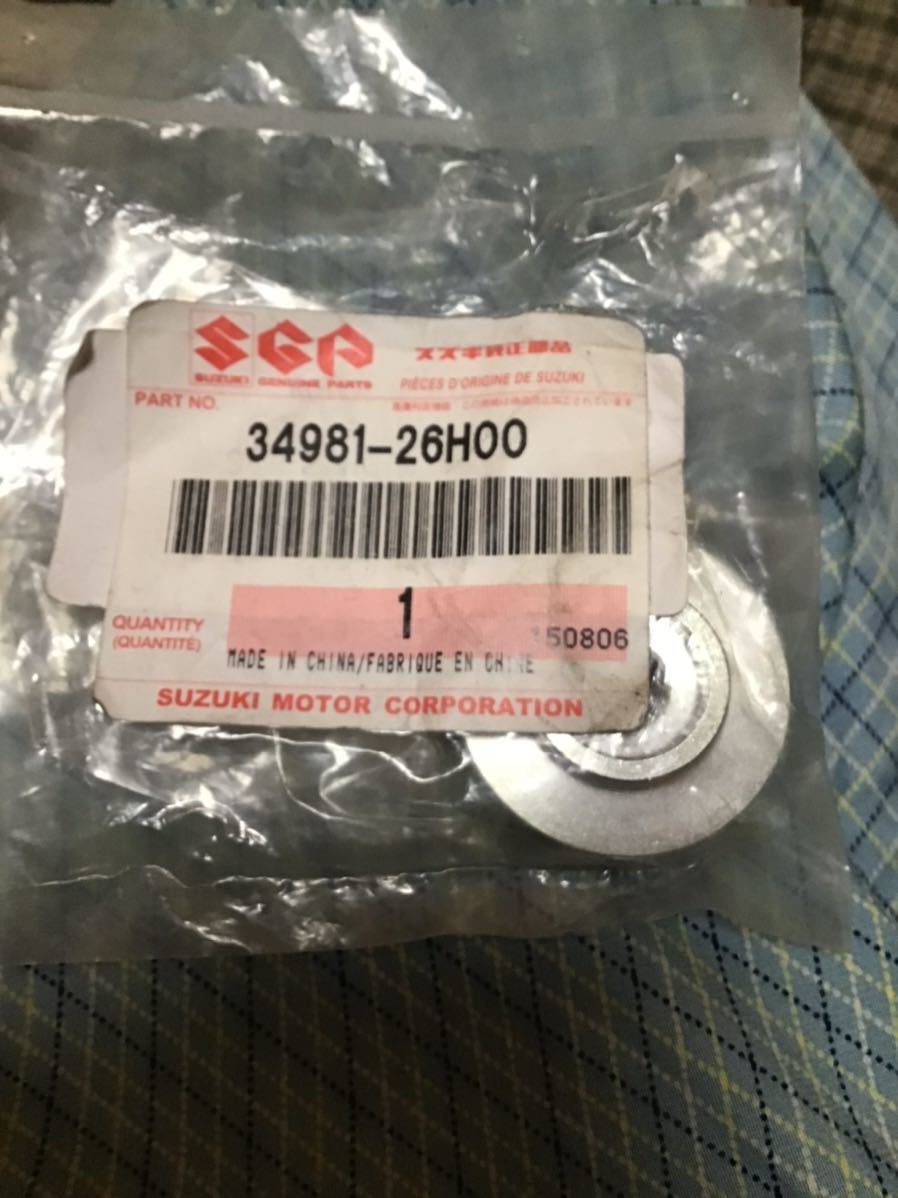 SGP
スズキ純正部品
SUZUKI GENUINE PARTS
PIÈCES D'ORIGINE DE SUZUKI
PART NO.
34981-26H00
1
QUANTITY
(QUANTITÉ)
150806
MADE IN CHINA/FABRIQUE EN CHINE
SUZUKI MOTOR CORPORATION